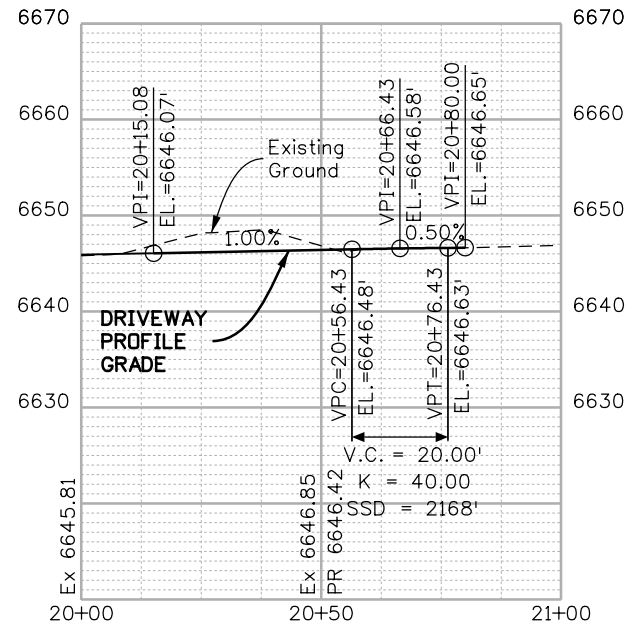 6670
6670
6660
6660
6650
6650
6640
6640
6630
6630
VPI=20+15.08
EL.=6646.07'
Existing
Ground
VPI=20+66.43
EL.=6646.58'
VPI=20+80.00
EL.=6646.65'
1.00%
0.50%
DRIVEWAY
PROFILE
GRADE
VPC=20+56.43
EL.=6646.48'
VPT=20+76.43
EL.=6646.63'
V.C. = 20.00'
K = 40.00
SSD = 2168'
Ex 6645.81
Ex 6646.85
PR 6646.42
20+00
20+50
21+00